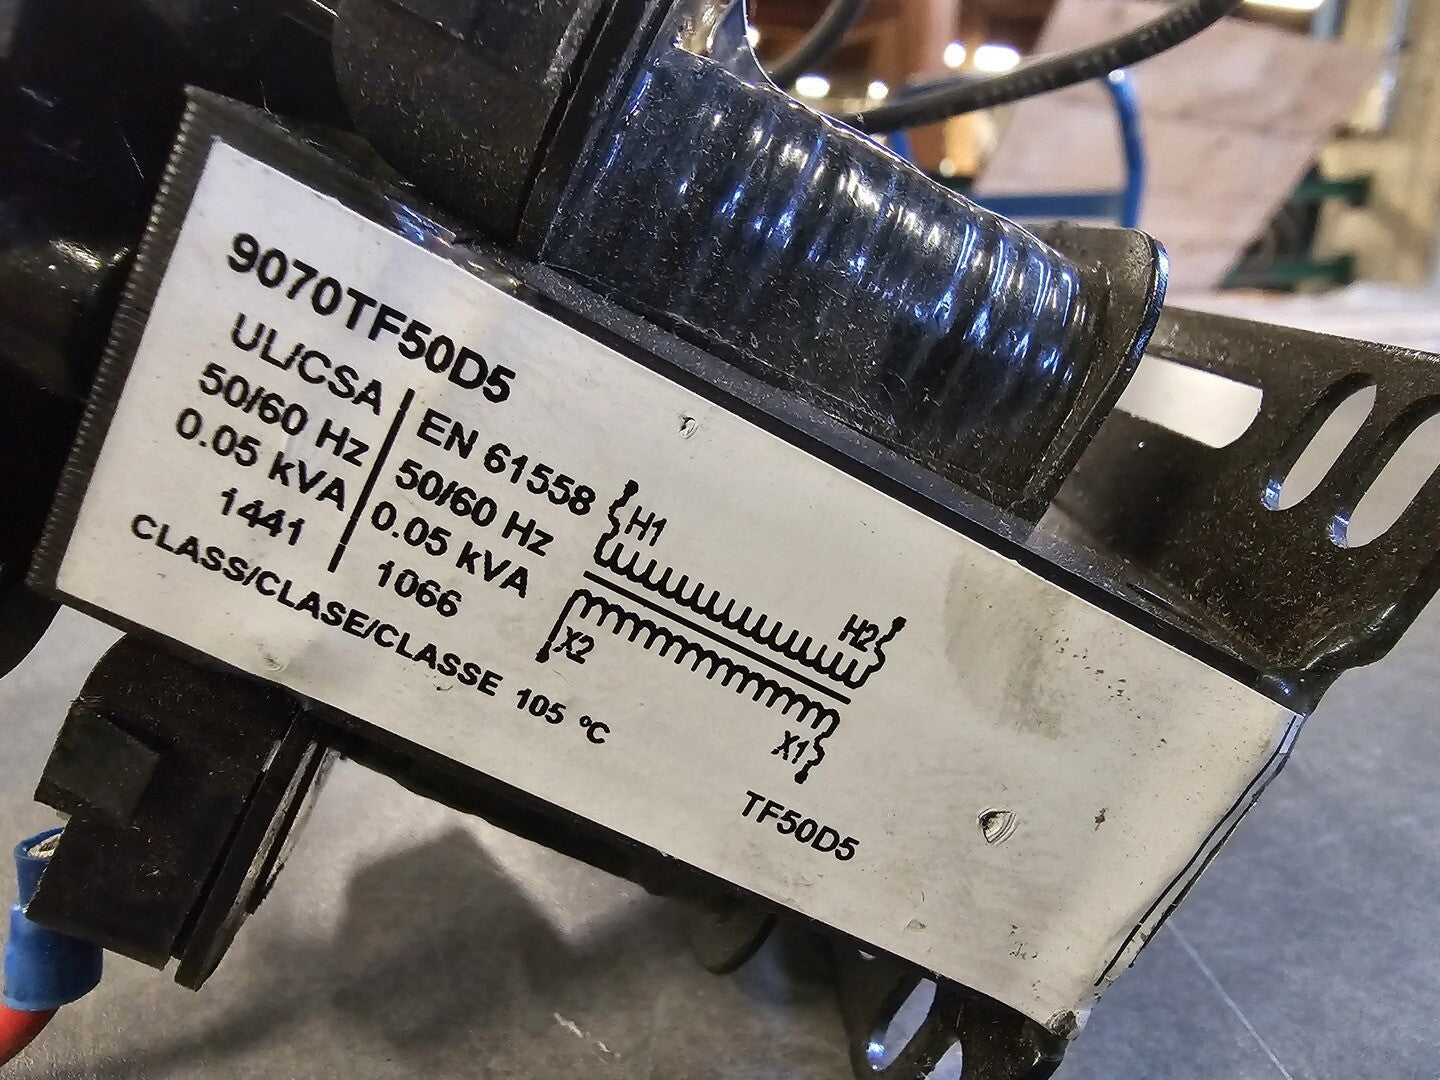 9070TF50D5
UL/CSA
50/60 Hz
0.05 kVA
1441
EN 61558
50/60 Hz
0.05 kVA
1066
CLASS/CLASE/CLASSE 105 °C
H1
H2
X2
X1
TF50D5